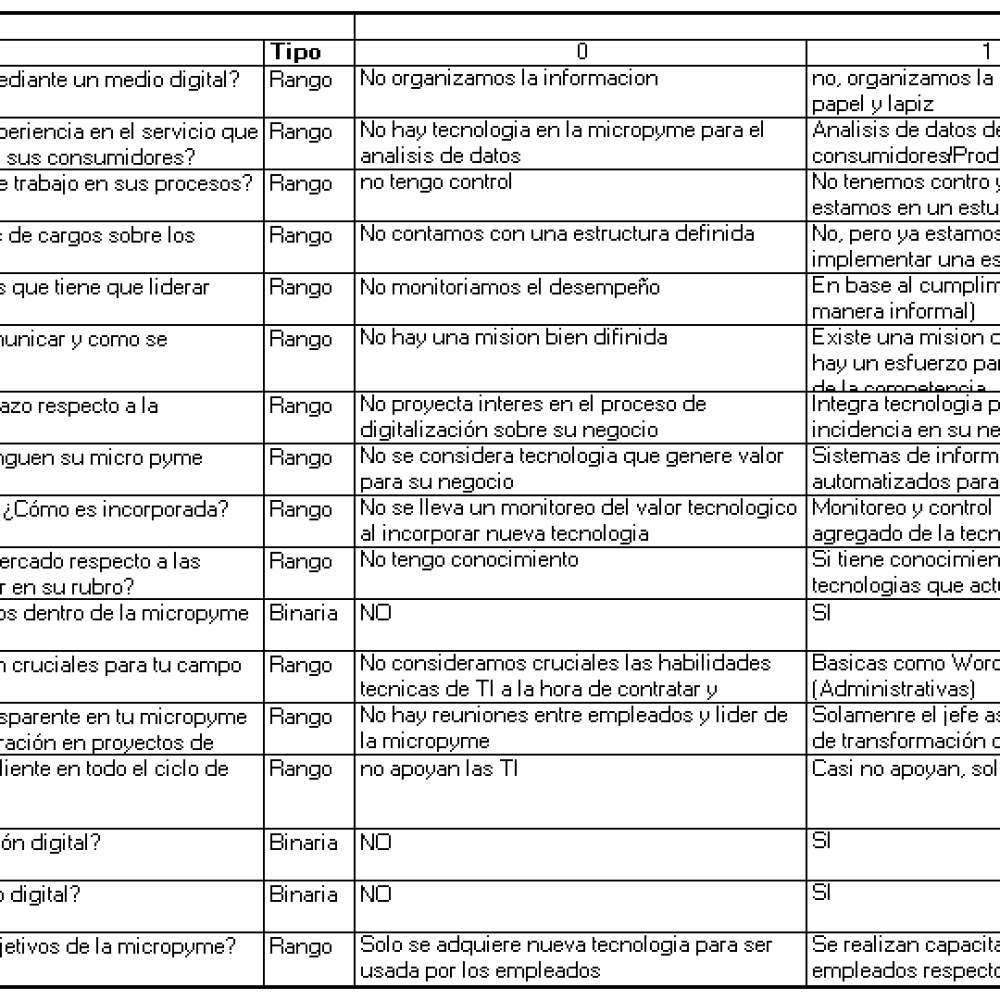 Tipo 0 1
ediante un medio digital? Rango No organizamos la informacion no, organizamos la
papel y lapiz
periencia en el servicio que Rango No hay tecnologia en la micropyme para el Analisis de datos de
sus consumidores? analisis de datos consumidores/Prod
e trabajo en sus procesos? Rango no tengo control No tenemos contro y
estamos en un estu
de cargos sobre los Rango No contamos con una estructura definida No, pero ya estamos
implementar una es
s que tiene que liderar Rango No monitoriamos el desempeño En base al cumplim
manera informal)
municar y como se Rango No hay una mision bien difinida Existe una mision
hay un esfuerzo par
de la competencia
azo respecto a la Rango No proyecta interes en el proceso de Integra tecnologia p
digitalización sobre su negocio incidencia en su ne
nguen su micro pyme Rango No se considera tecnologia que genere valor Sistemas de inform
para su negocio automatizados para
¿Cómo es incorporada? Rango No se lleva un monitoreo del valor tecnologico Monitoreo y control
al incorporar nueva tecnologia agregado de la tecn
ercado respecto a las Rango No tengo conocimiento Si tiene conocimien
r en su rubro? tecnologias que actu
os dentro de la micropyme Binaria NO SI
n cruciales para tu campo Rango No consideramos cruciales las habilidades Basicas como Word
tecnicas de TI a la hora de contratar y (Administrativas)
sparente en tu micropyme Rango No hay reuniones entre empleados y lider de Solamenre el jefe as
ración en proyectos de la micropyme de transformación
liente en todo el ciclo de Rango no apoyan las TI Casi no apoyan, sol
ón digital? Binaria NO SI
o digital? Binaria NO SI
jetivos de la micropyme? Rango Solo se adquiere nueva tecnologia para ser Se realizan capacita
usada por los empleados empleados respecto